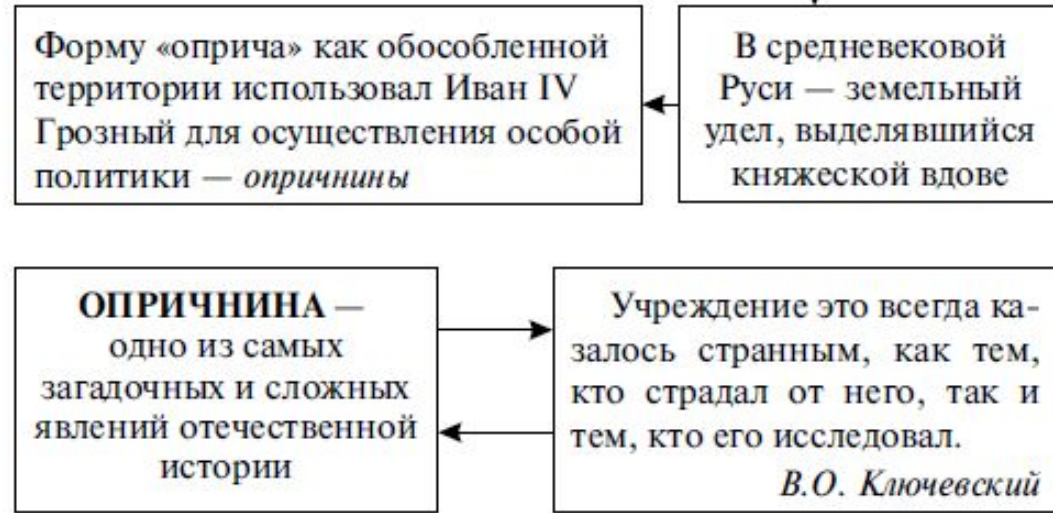 Форму «оприча» как обособленной
территории использовал Иван IV
Грозный для осуществления особой
политики — опричнины
В средневековой
Руси — земельный
удел, выделявшийся
княжеской вдове
ОПРИЧНИНА —
одно из самых
загадочных и сложных
явлений отечественной
истории
Учреждение это всегда ка-
залось странным, как тем,
кто страдал от него, так и
тем, кто его исследовал.
В.О. Ключевский